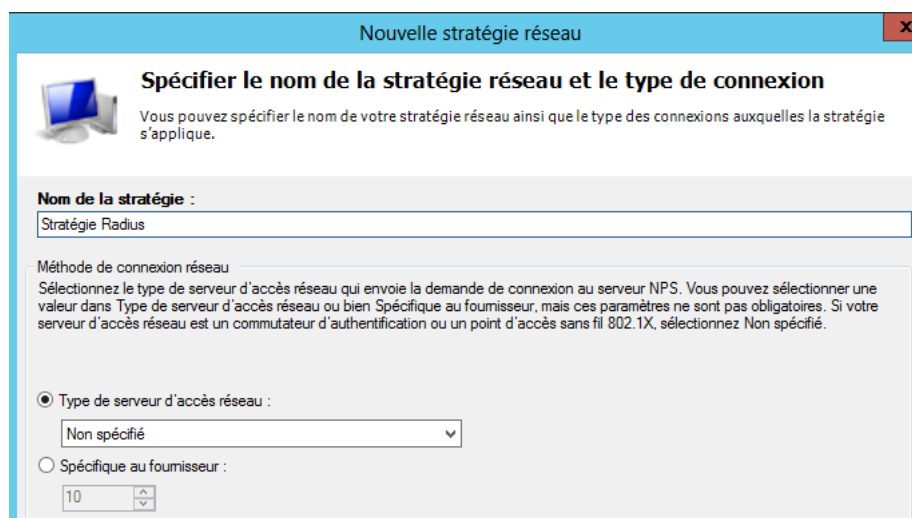 Nouvelle stratégie réseau
x
Spécifier le nom de la stratégie réseau et le type de connexion
Vous pouvez spécifier le nom de votre stratégie réseau ainsi que le type des connexions auxquelles la stratégie
s'applique.
Nom de la stratégie :
Stratégie Radius
Méthode de connexion réseau
Sélectionnez le type de serveur d'accès réseau qui envoie la demande de connexion au serveur NPS. Vous pouvez sélectionner une
valeur dans Type de serveur d'accès réseau ou bien Spécifique au fournisseur, mais ces paramètres ne sont pas obligatoires. Si votre
serveur d'accès réseau est un commutateur d'authentification ou un point d'accès sans fil 802.1X, sélectionnez Non spécifié.
Type de serveur d'accès réseau :
Non spécifié
Spécifique au fournisseur :
10